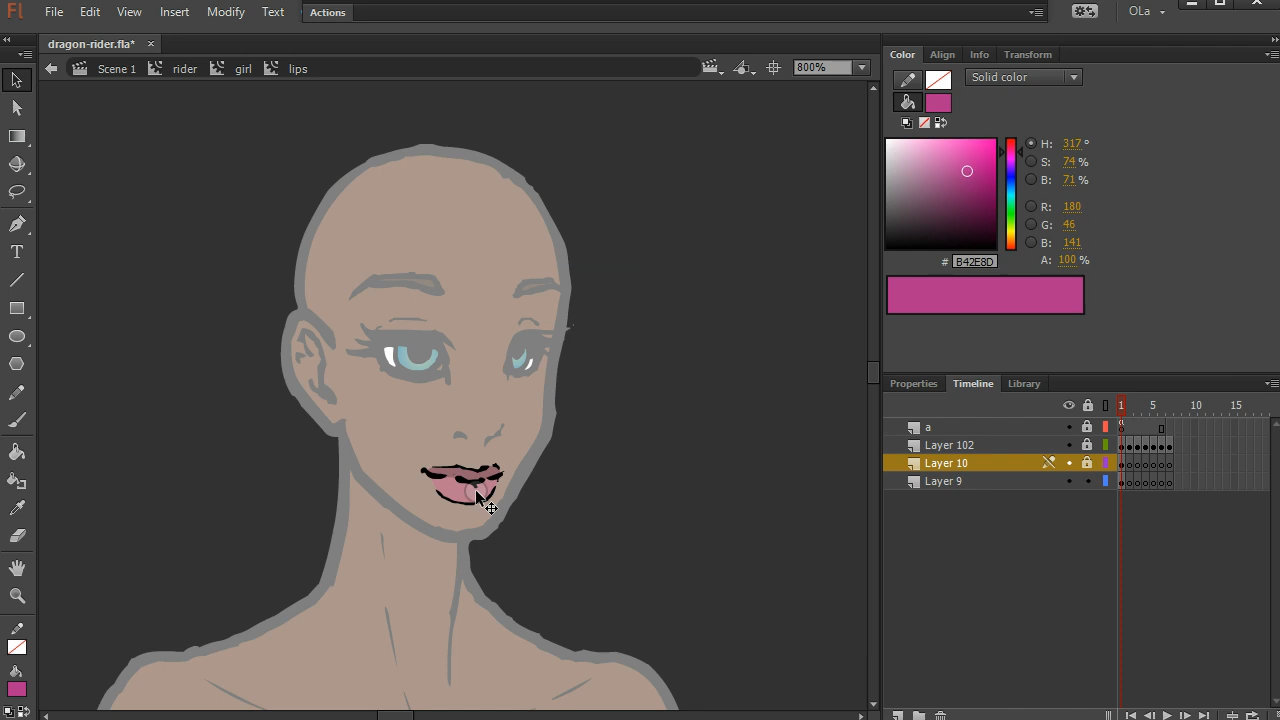 Fl File Edit View Insert Modify Text Actions OLa
dragon-rider.fla* ×
Scene 1 rider girl lips 800%
Color Align Info Transform
Solid color
H: 317 °
S: 74 %
B: 71 %
R: 180
G: 46
B: 141
# B42E8D A: 100 %
Properties Timeline Library
1 5 10 15
a
Layer 102
Layer 10
Layer 9
T